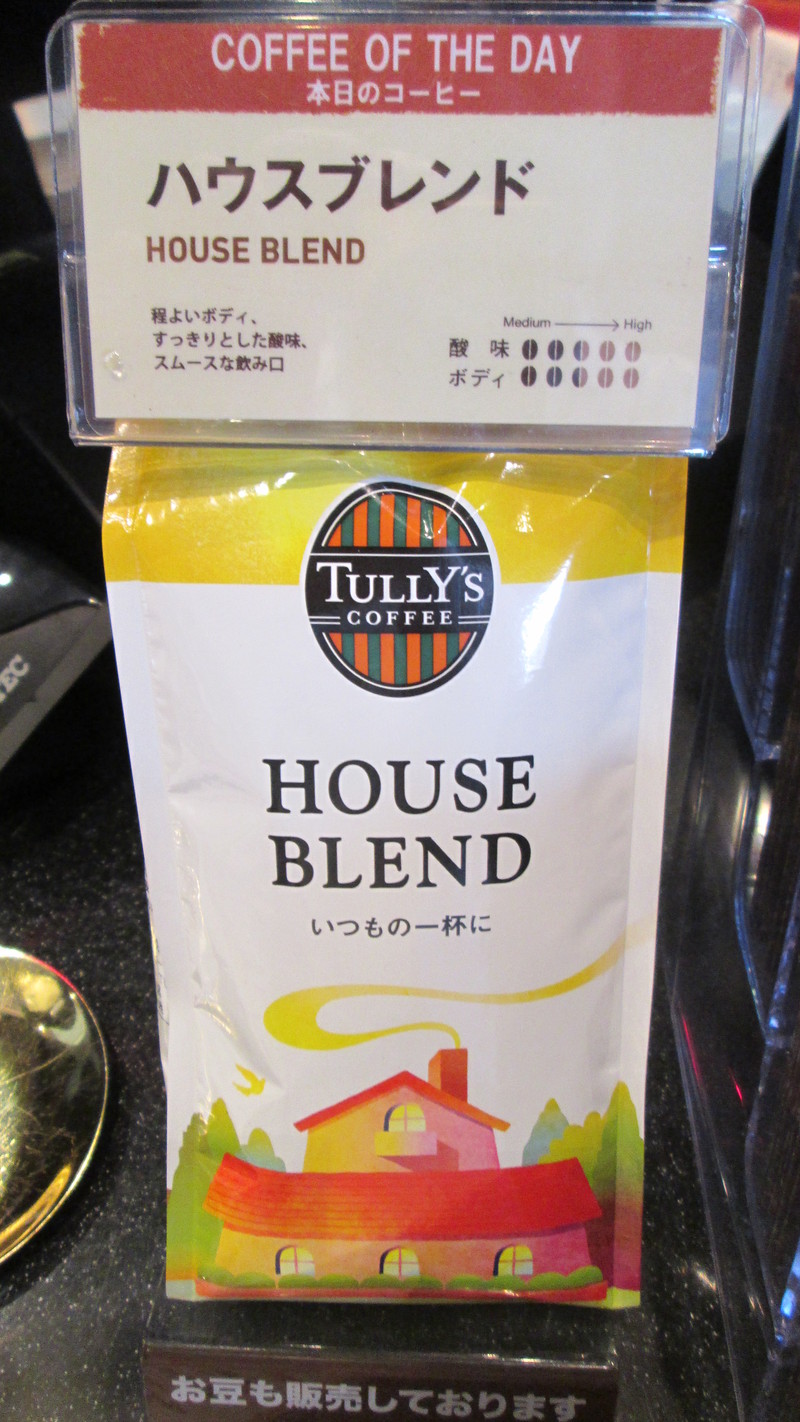 COFFEE OF THE DAY
本日のコーヒー
ハウスブレンド
HOUSE BLEND
程よいボディ、
すっきりとした酸味、
スムースな飲み口
Medium High
酸 味
ボディ
TULLY'S
COFFEE
HOUSE
BLEND
いつもの一杯に
お豆も販売しております